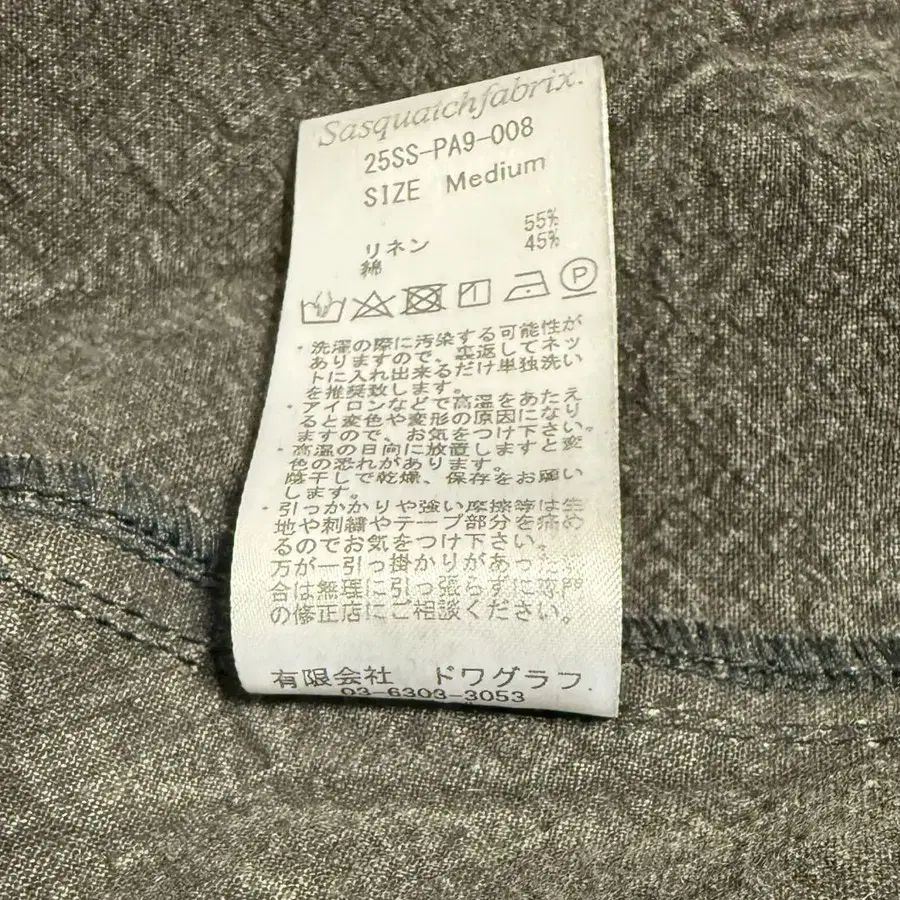 Sasquatchfabrix.
25SS-PA9-008
SIZE Medium
リネン 55%
綿 45%
P
・洗濯の際に汚染する可能性が
ありますので、裏返してネッ
トに入れ出来るだけ単独洗い
を推奨致します。
・アイロンなどで高温をあたえ
ると変色や変形の原因になり
ますので、お気をつけ下さい。
・高温の日向に放置しますと変
色の恐れがあります。
陰干しで乾燥、保存をお願い
します。
・引っかかりや強い摩擦等は生
地や刺繍やテープ部分を痛め
るのでお気をつけ下さい。
万が一引っ掛かりがあった
合は無理に引っ張らずに専門
の修正店にご相談ください。
有限会社 ドワグラフ.
03-6303-3053